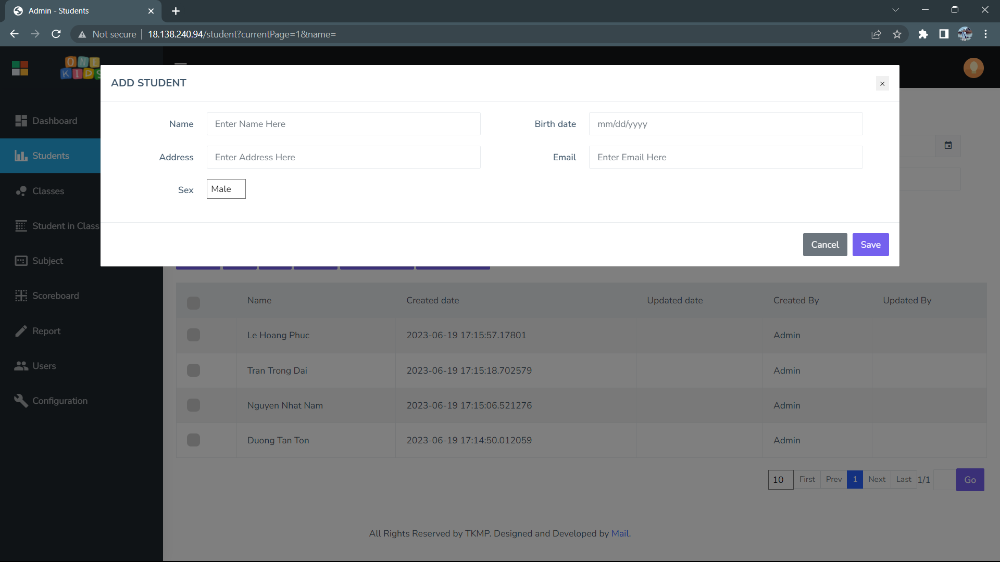 Admin - Students
Not secure
18.138.240.94/student?currentPage=1&name=
ONE
KIDS
ADD STUDENT
×
Name
Enter Name Here
Birth date
mm/dd/yyyy
Address
Enter Address Here
Email
Enter Email Here
Sex
Male
Cancel
Save
Dashboard
Students
Classes
Student in Class
Subject
Scoreboard
Report
Users
Configuration
Name Created date Updated date Created By Updated By
Le Hoang Phuc 2023-06-19 17:15:57.17801 Admin
Tran Trong Dai 2023-06-19 17:15:18.702579 Admin
Nguyen Nhat Nam 2023-06-19 17:15:06.521276 Admin
Duong Tan Ton 2023-06-19 17:14:50.012059 Admin
10 First Prev 1 Next Last 1/1 Go
All Rights Reserved by TKMP. Designed and Developed by Mail.